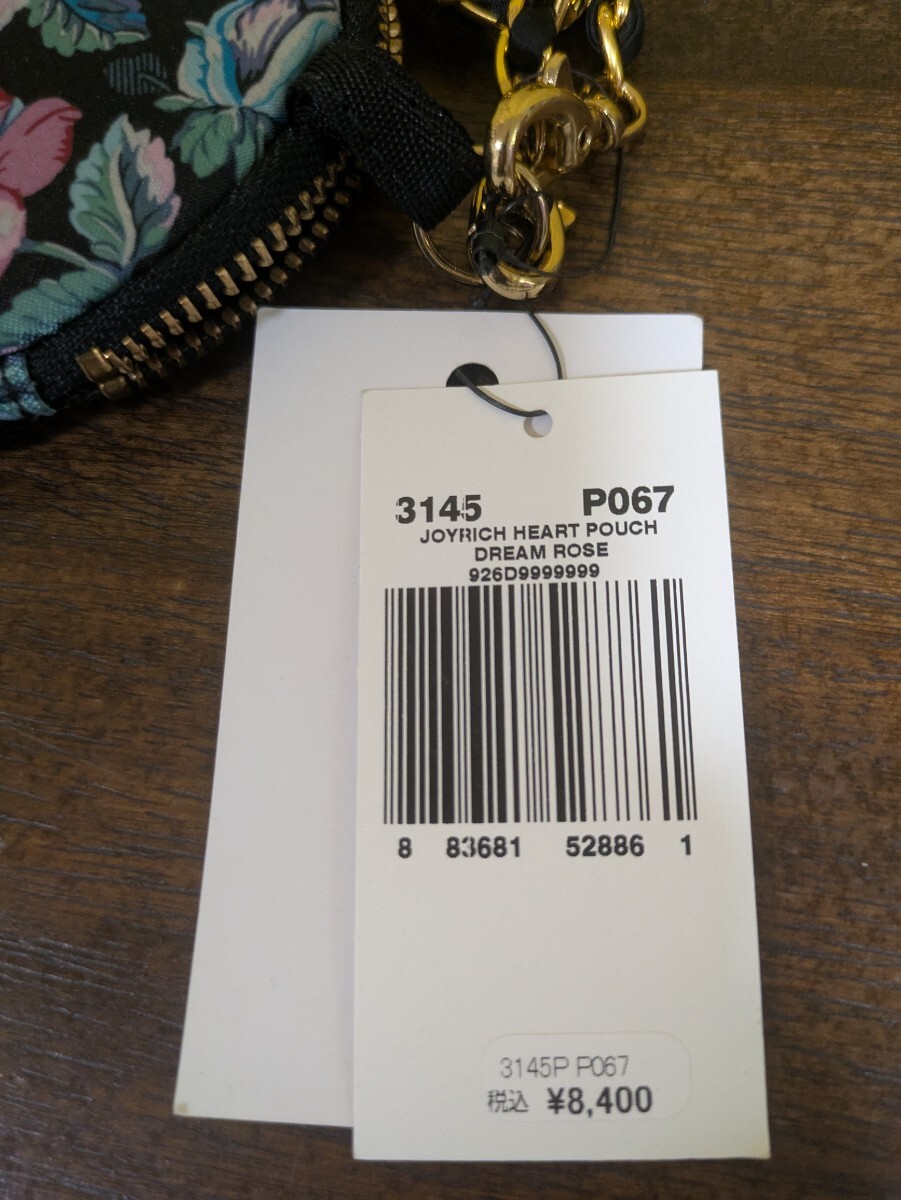 3145 P067
JOYRICH HEART POUCH
DREAM ROSE
926D9999999
8 83681 52886 1
3145P P067
税込 ¥8,400